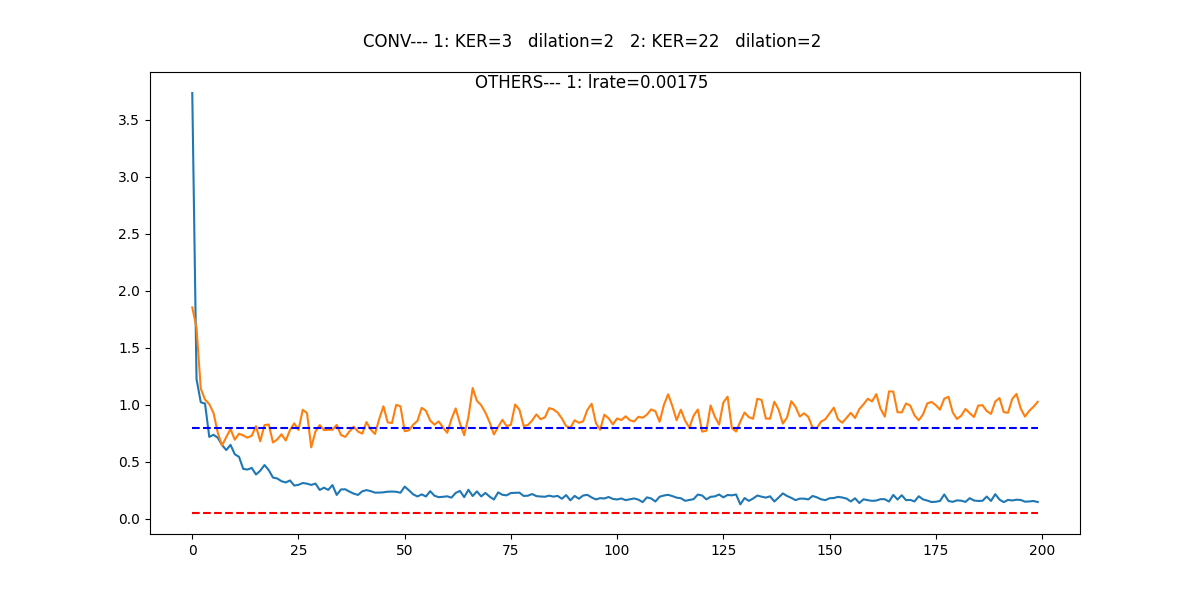 CONV--- 1: KER=3   dilation=2   2: KER=22   dilation=2
OTHERS--- 1: lrate=0.00175
3.5
3.0
2.5
2.0
1.5
1.0
0.5
0.0
0 25 50 75 100 125 150 175 200